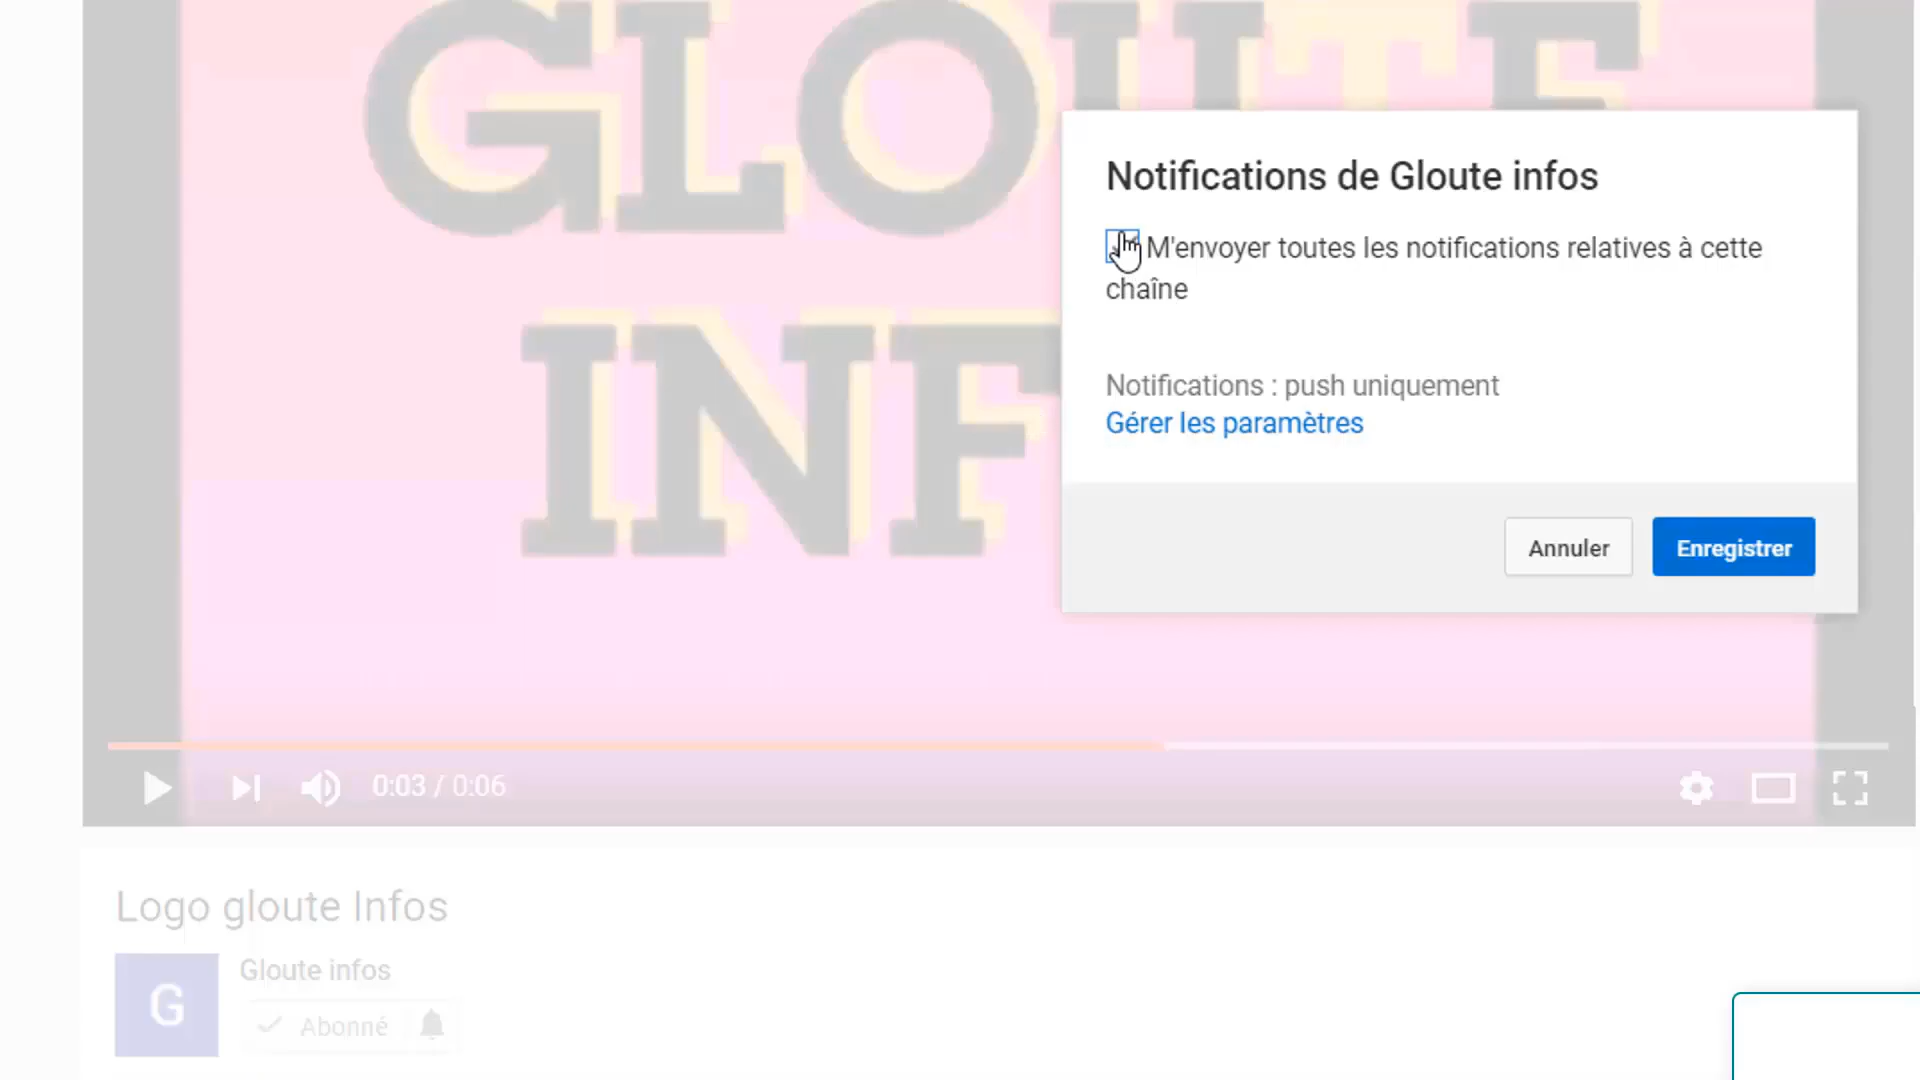 GLOUTE
INF
Notifications de Gloute infos
M'envoyer toutes les notifications relatives à cette
chaîne
Notifications : push uniquement
Gérer les paramètres
Annuler
Enregistrer
0:03 / 0:06
Logo gloute Infos
G
Gloute infos
Abonné